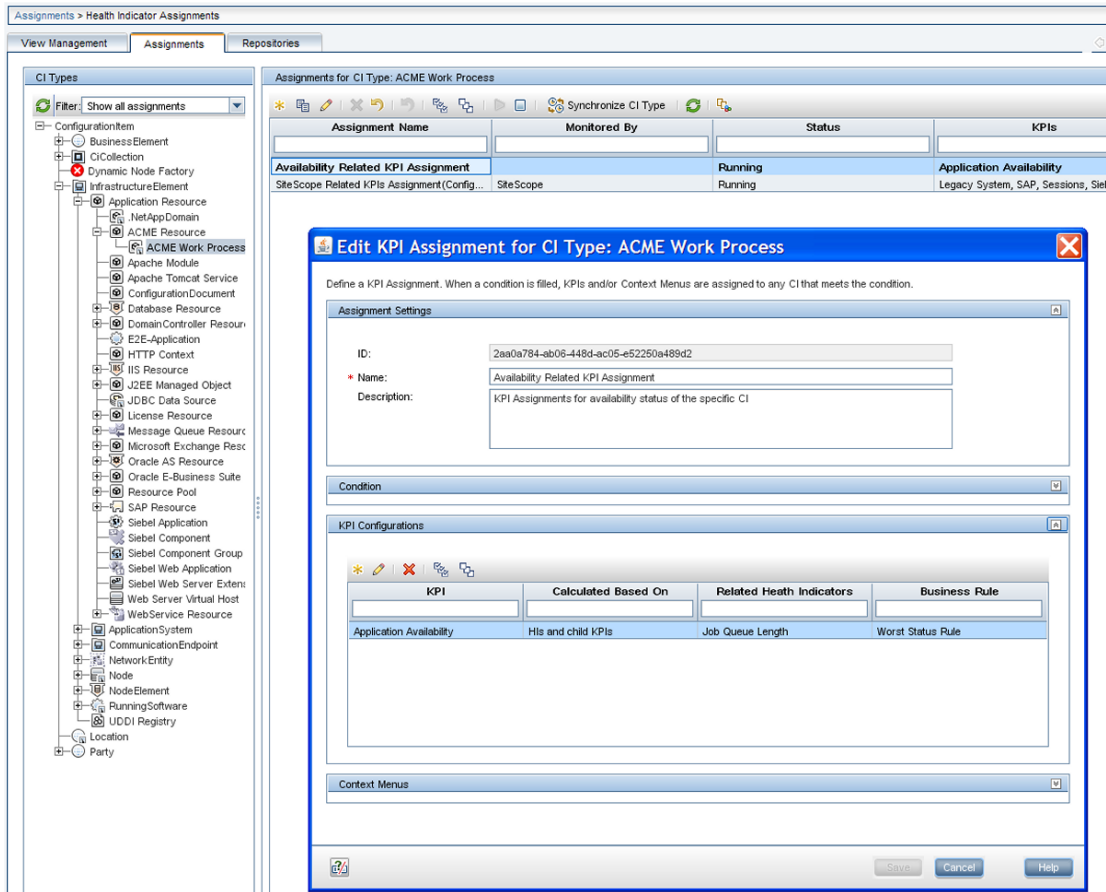 Assignments > Health Indicator Assignments
View Management
Assignments
Repositories
CI Types
Filter: Show all assignments
ConfigurationItem
BusinessElement
CiCollection
Dynamic Node Factory
InfrastructureElement
Application Resource
.NetAppDomain
ACME Resource
ACME Work Process
Apache Module
Apache Tomcat Service
ConfigurationDocument
Database Resource
DomainController Resour
E2E-Application
HTTP Context
IIS Resource
J2EE Managed Object
JDBC Data Source
License Resource
Message Queue Resourc
Microsoft Exchange Resc
Oracle AS Resource
Oracle E-Business Suite
Resource Pool
SAP Resource
Siebel Application
Siebel Component
Siebel Component Group
Siebel Web Application
Siebel Web Server Extens
Web Server Virtual Host
WebService Resource
ApplicationSystem
CommunicationEndpoint
NetworkEntity
Node
NodeElement
RunningSoftware
UDDI Registry
Location
Party
Assignments for CI Type: ACME Work Process
Synchronize CI Type
Assignment Name Monitored By Status KPIs
Availability Related KPI Assignment Running Application Availability
SiteScope Related KPIs Assignment(Config... SiteScope Running Legacy System, SAP, Sessions, Sie
Edit KPI Assignment for CI Type: ACME Work Process
Define a KPI Assignment. When a condition is filled, KPIs and/or Context Menus are assigned to any CI that meets the condition.
Assignment Settings
ID: 2aa0a784-ab06-448d-ac05-e52250a489d2
* Name: Availability Related KPI Assignment
Description: KPI Assignments for availability status of the specific CI
Condition
KPI Configurations
KPI Calculated Based On Related Heath Indicators Business Rule
Application Availability HIs and child KPIs Job Queue Length Worst Status Rule
Context Menus
Save Cancel Help